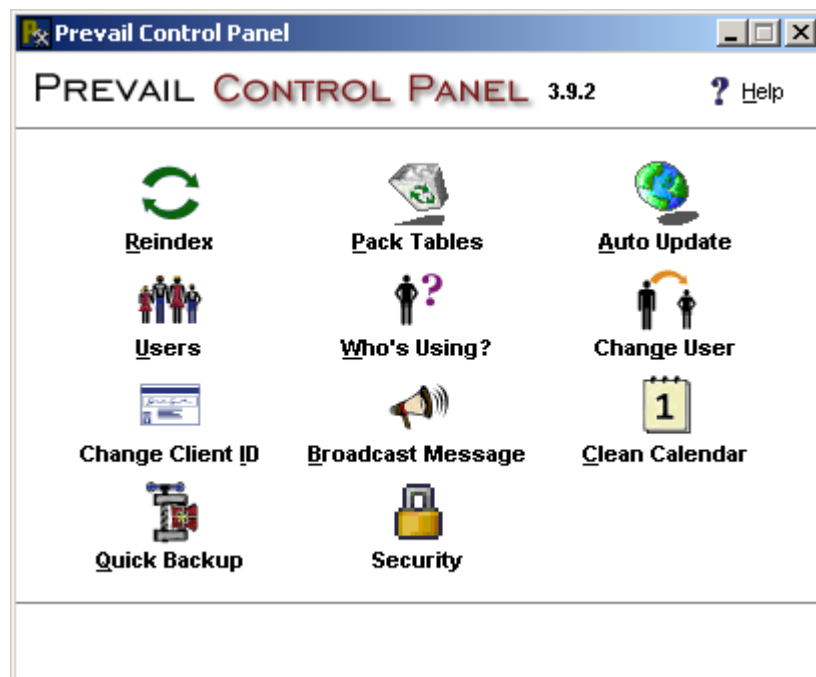 Prevail Control Panel
PREVAIL CONTROL PANEL 3.9.2 ? Help
Reindex Pack Tables Auto Update
?
Users Who's Using? Change User
1
Change Client ID Broadcast Message Clean Calendar
Quick Backup Security